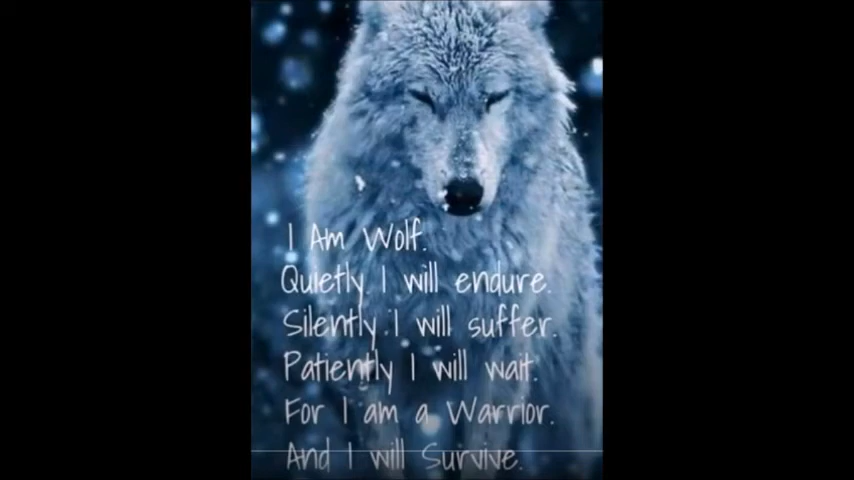 I Am Wolf.
Quietly I will endure.
Silently I will suffer.
Patiently I will wait.
For I am a Warrior.
And I will Survive.